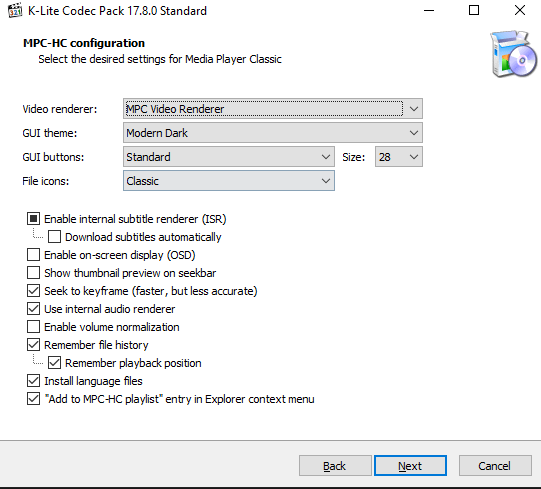 K-Lite Codec Pack 17.8.0 Standard
MPC-HC configuration
Select the desired settings for Media Player Classic
Video renderer: MPC Video Renderer
GUI theme: Modern Dark
GUI buttons: Standard Size: 28
File icons: Classic
Enable internal subtitle renderer (ISR)
Download subtitles automatically
Enable on-screen display (OSD)
Show thumbnail preview on seekbar
Seek to keyframe (faster, but less accurate)
Use internal audio renderer
Enable volume normalization
Remember file history
Remember playback position
Install language files
"Add to MPC-HC playlist" entry in Explorer context menu
Back Next Cancel